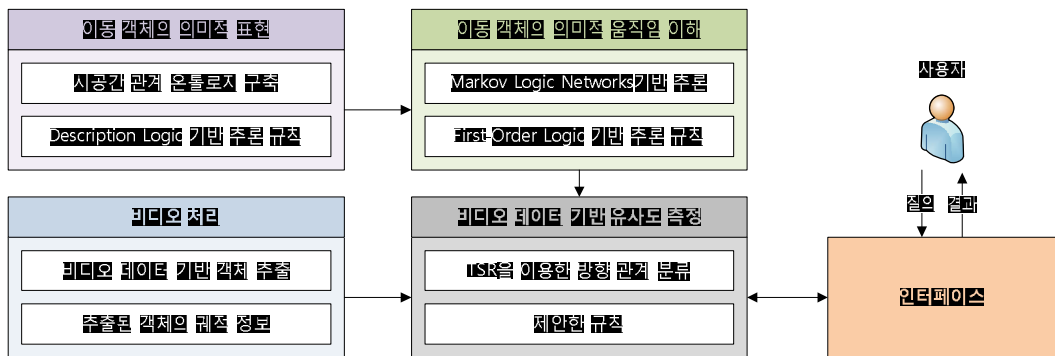 이동 객체의 의미적 표현
시공간 관계 온톨로지 구축
Description Logic 기반 추론 규칙
이동 객체의 의미적 움직임 이해
Markov Logic Networks기반 추론
First-Order Logic 기반 추론 규칙
사용자
질의
결과
비디오 처리
비디오 데이터 기반 객체 추출
추출된 객체의 궤적 정보
비디오 데이터 기반 유사도 측정
TSR을 이용한 방향 관계 분류
제안한 규칙
인터페이스